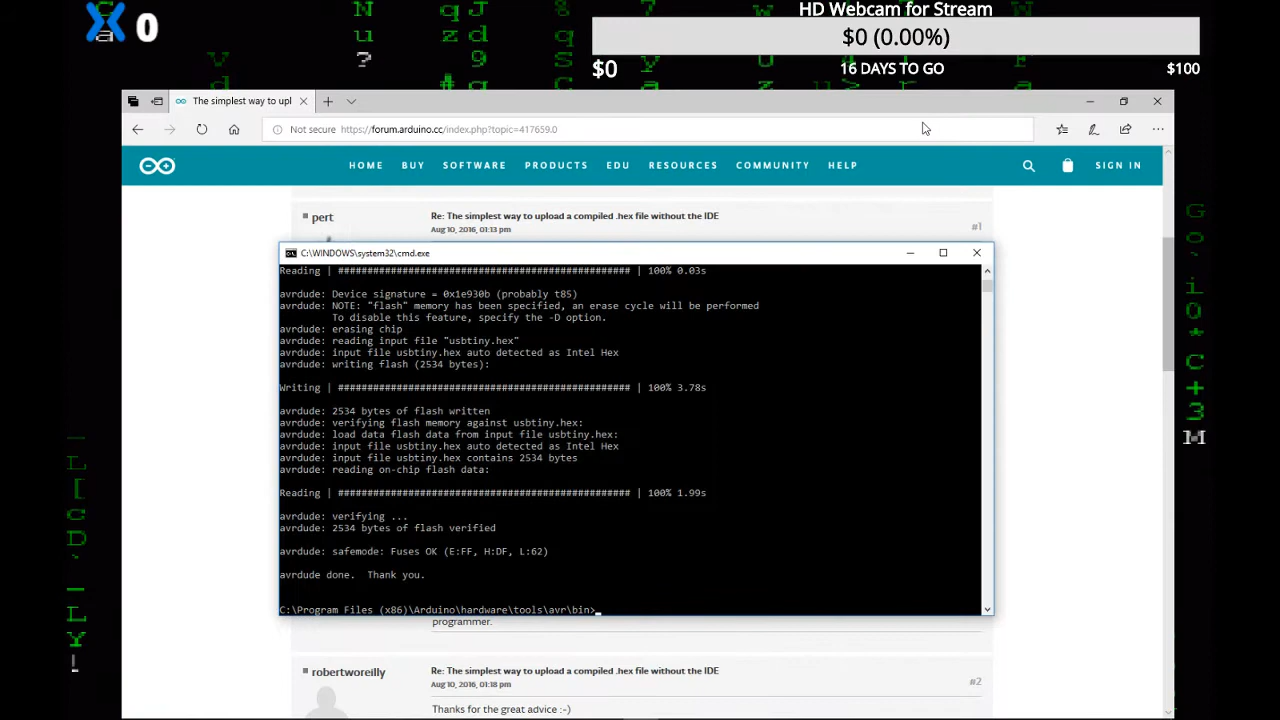 HD Webcam for Stream
0
$0 (0.00%)
$0
16 DAYS TO GO
$100
The simplest way to upl
Not secure
https://forum.arduino.cc/index.php?topic=417659.0
HOME BUY SOFTWARE PRODUCTS EDU RESOURCES COMMUNITY HELP
SIGN IN
pert
Re: The simplest way to upload a compiled .hex file without the IDE
Aug 10, 2016, 01:13 pm
#1
C:\WINDOWS\system32\cmd.exe
Reading | ################################################## | 100% 0.03s
avrdude: Device signature = 0x1e930b (probably t85)
avrdude: NOTE: "flash" memory has been specified, an erase cycle will be performed
To disable this feature, specify the -D option.
avrdude: erasing chip
avrdude: reading input file "usbtiny.hex"
avrdude: input file usbtiny.hex auto detected as Intel Hex
avrdude: writing flash (2534 bytes):
Writing | ################################################## | 100% 3.78s
avrdude: 2534 bytes of flash written
avrdude: verifying flash memory against usbtiny.hex:
avrdude: load data flash data from input file usbtiny.hex:
avrdude: input file usbtiny.hex auto detected as Intel Hex
avrdude: input file usbtiny.hex contains 2534 bytes
avrdude: reading on-chip flash data:
Reading | ################################################## | 100% 1.99s
avrdude: verifying ...
avrdude: 2534 bytes of flash verified
avrdude: safemode: Fuses OK (E:FF, H:DF, L:62)
avrdude done.  Thank you.
C:\Program Files (x86)\Arduino\hardware\tools\avr\bin>
programmer.
robertworeilly
Re: The simplest way to upload a compiled .hex file without the IDE
Aug 10, 2016, 01:18 pm
#2
Thanks for the great advice :-)